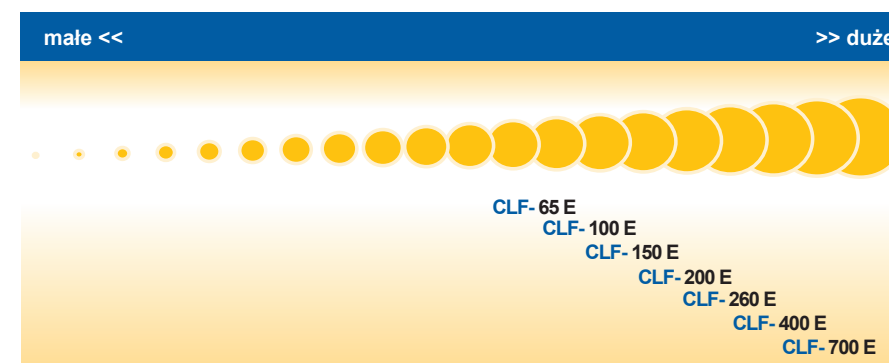 małe <<
>> duże
CLF- 65 E
CLF- 100 E
CLF- 150 E
CLF- 200 E
CLF- 260 E
CLF- 400 E
CLF- 700 E